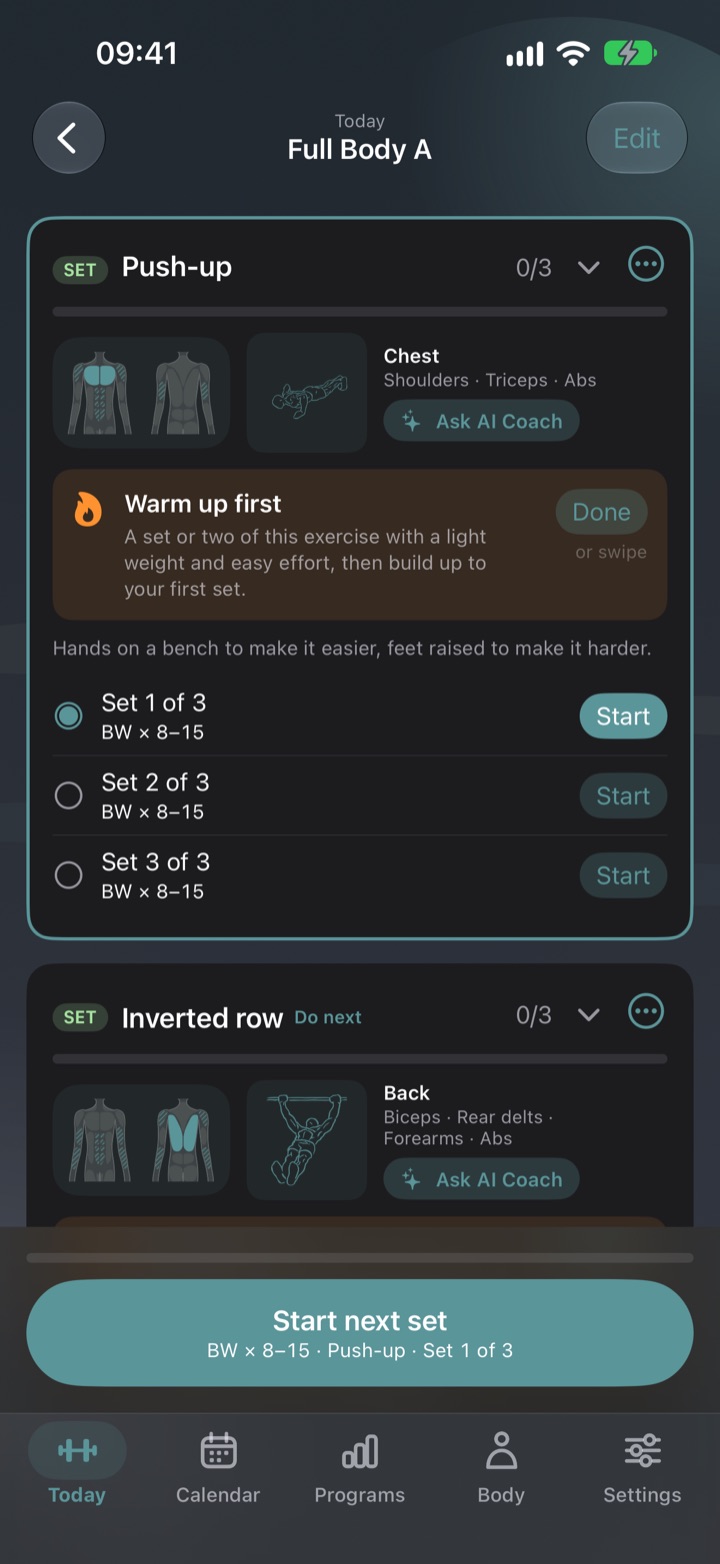 09:41
Today
Full Body A
Edit
SET Push-up 0/3
Chest
Shoulders · Triceps · Abs
Ask AI Coach
Warm up first
Done
A set or two of this exercise with a light
weight and easy effort, then build up to
your first set.
or swipe
Hands on a bench to make it easier, feet raised to make it harder.
Set 1 of 3
BW × 8–15
Start
Set 2 of 3
BW × 8–15
Start
Set 3 of 3
BW × 8–15
Start
SET Inverted row Do next 0/3
Back
Biceps · Rear delts ·
Forearms · Abs
Ask AI Coach
Start next set
BW × 8–15 · Push-up · Set 1 of 3
Today
Calendar
Programs
Body
Settings